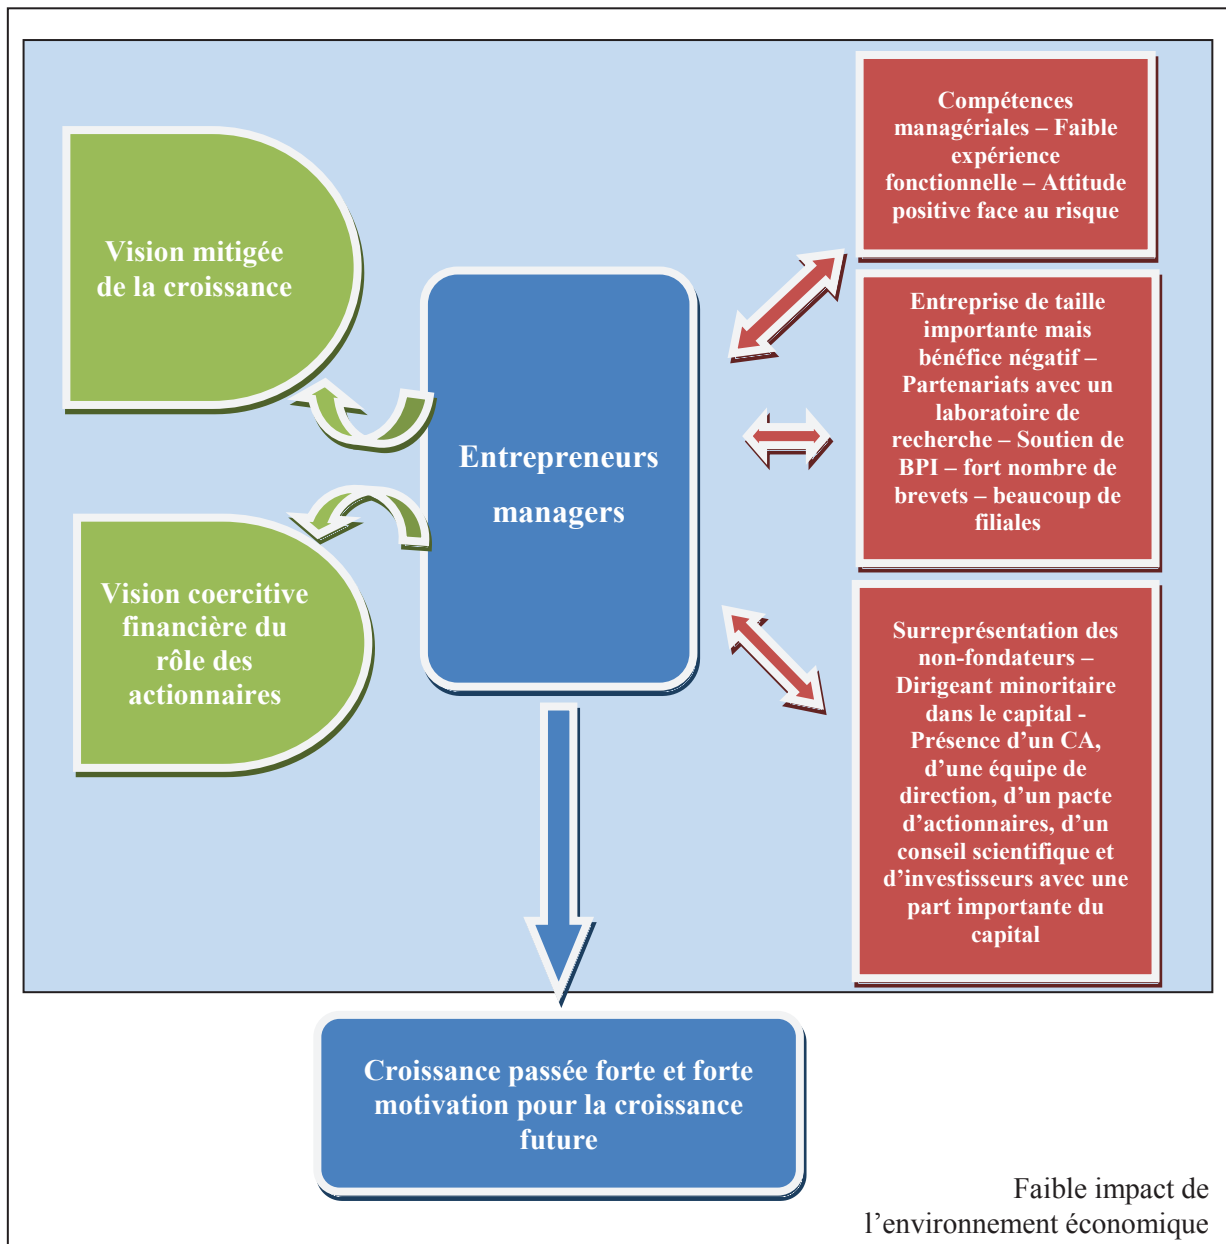 Vision mitigée
de la croissance
Vision coercitive
financière du
rôle des
actionnaires
Entrepreneurs
managers
Compétences
managériales – Faible
expérience
fonctionnelle – Attitude
positive face au risque
Entreprise de taille
importante mais
bénéfice négatif –
Partenariats avec un
laboratoire de
recherche – Soutien de
BPI – fort nombre de
brevets – beaucoup de
filiales
Surreprésentation des
non-fondateurs –
Dirigeant minoritaire
dans le capital -
Présence d’un CA,
d’une équipe de
direction, d’un pacte
d’actionnaires, d’un
conseil scientifique et
d’investisseurs avec une
part importante du
capital
Croissance passée forte et forte
motivation pour la croissance
future
Faible impact de
l’environnement économique